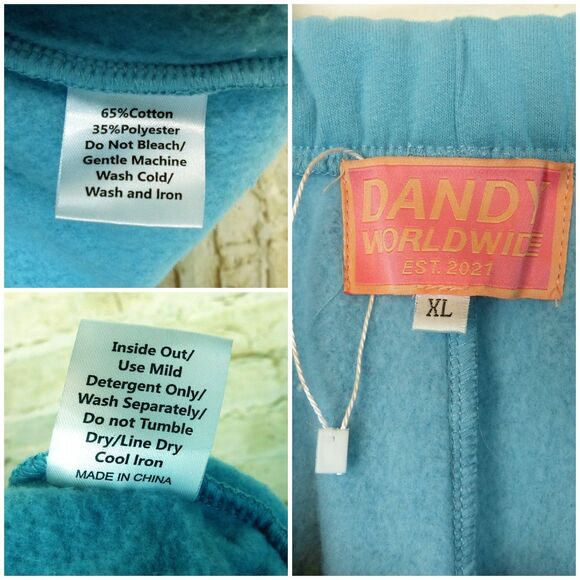 65%Cotton
35%Polyester
Do Not Bleach/
Gentle Machine
Wash Cold/
Wash and Iron
Inside Out/
Use Mild
Detergent Only/
Wash Separately/
Do not Tumble
Dry/Line Dry
Cool Iron
MADE IN CHINA
DANDY
WORLDWIDE
EST. 2021
XL